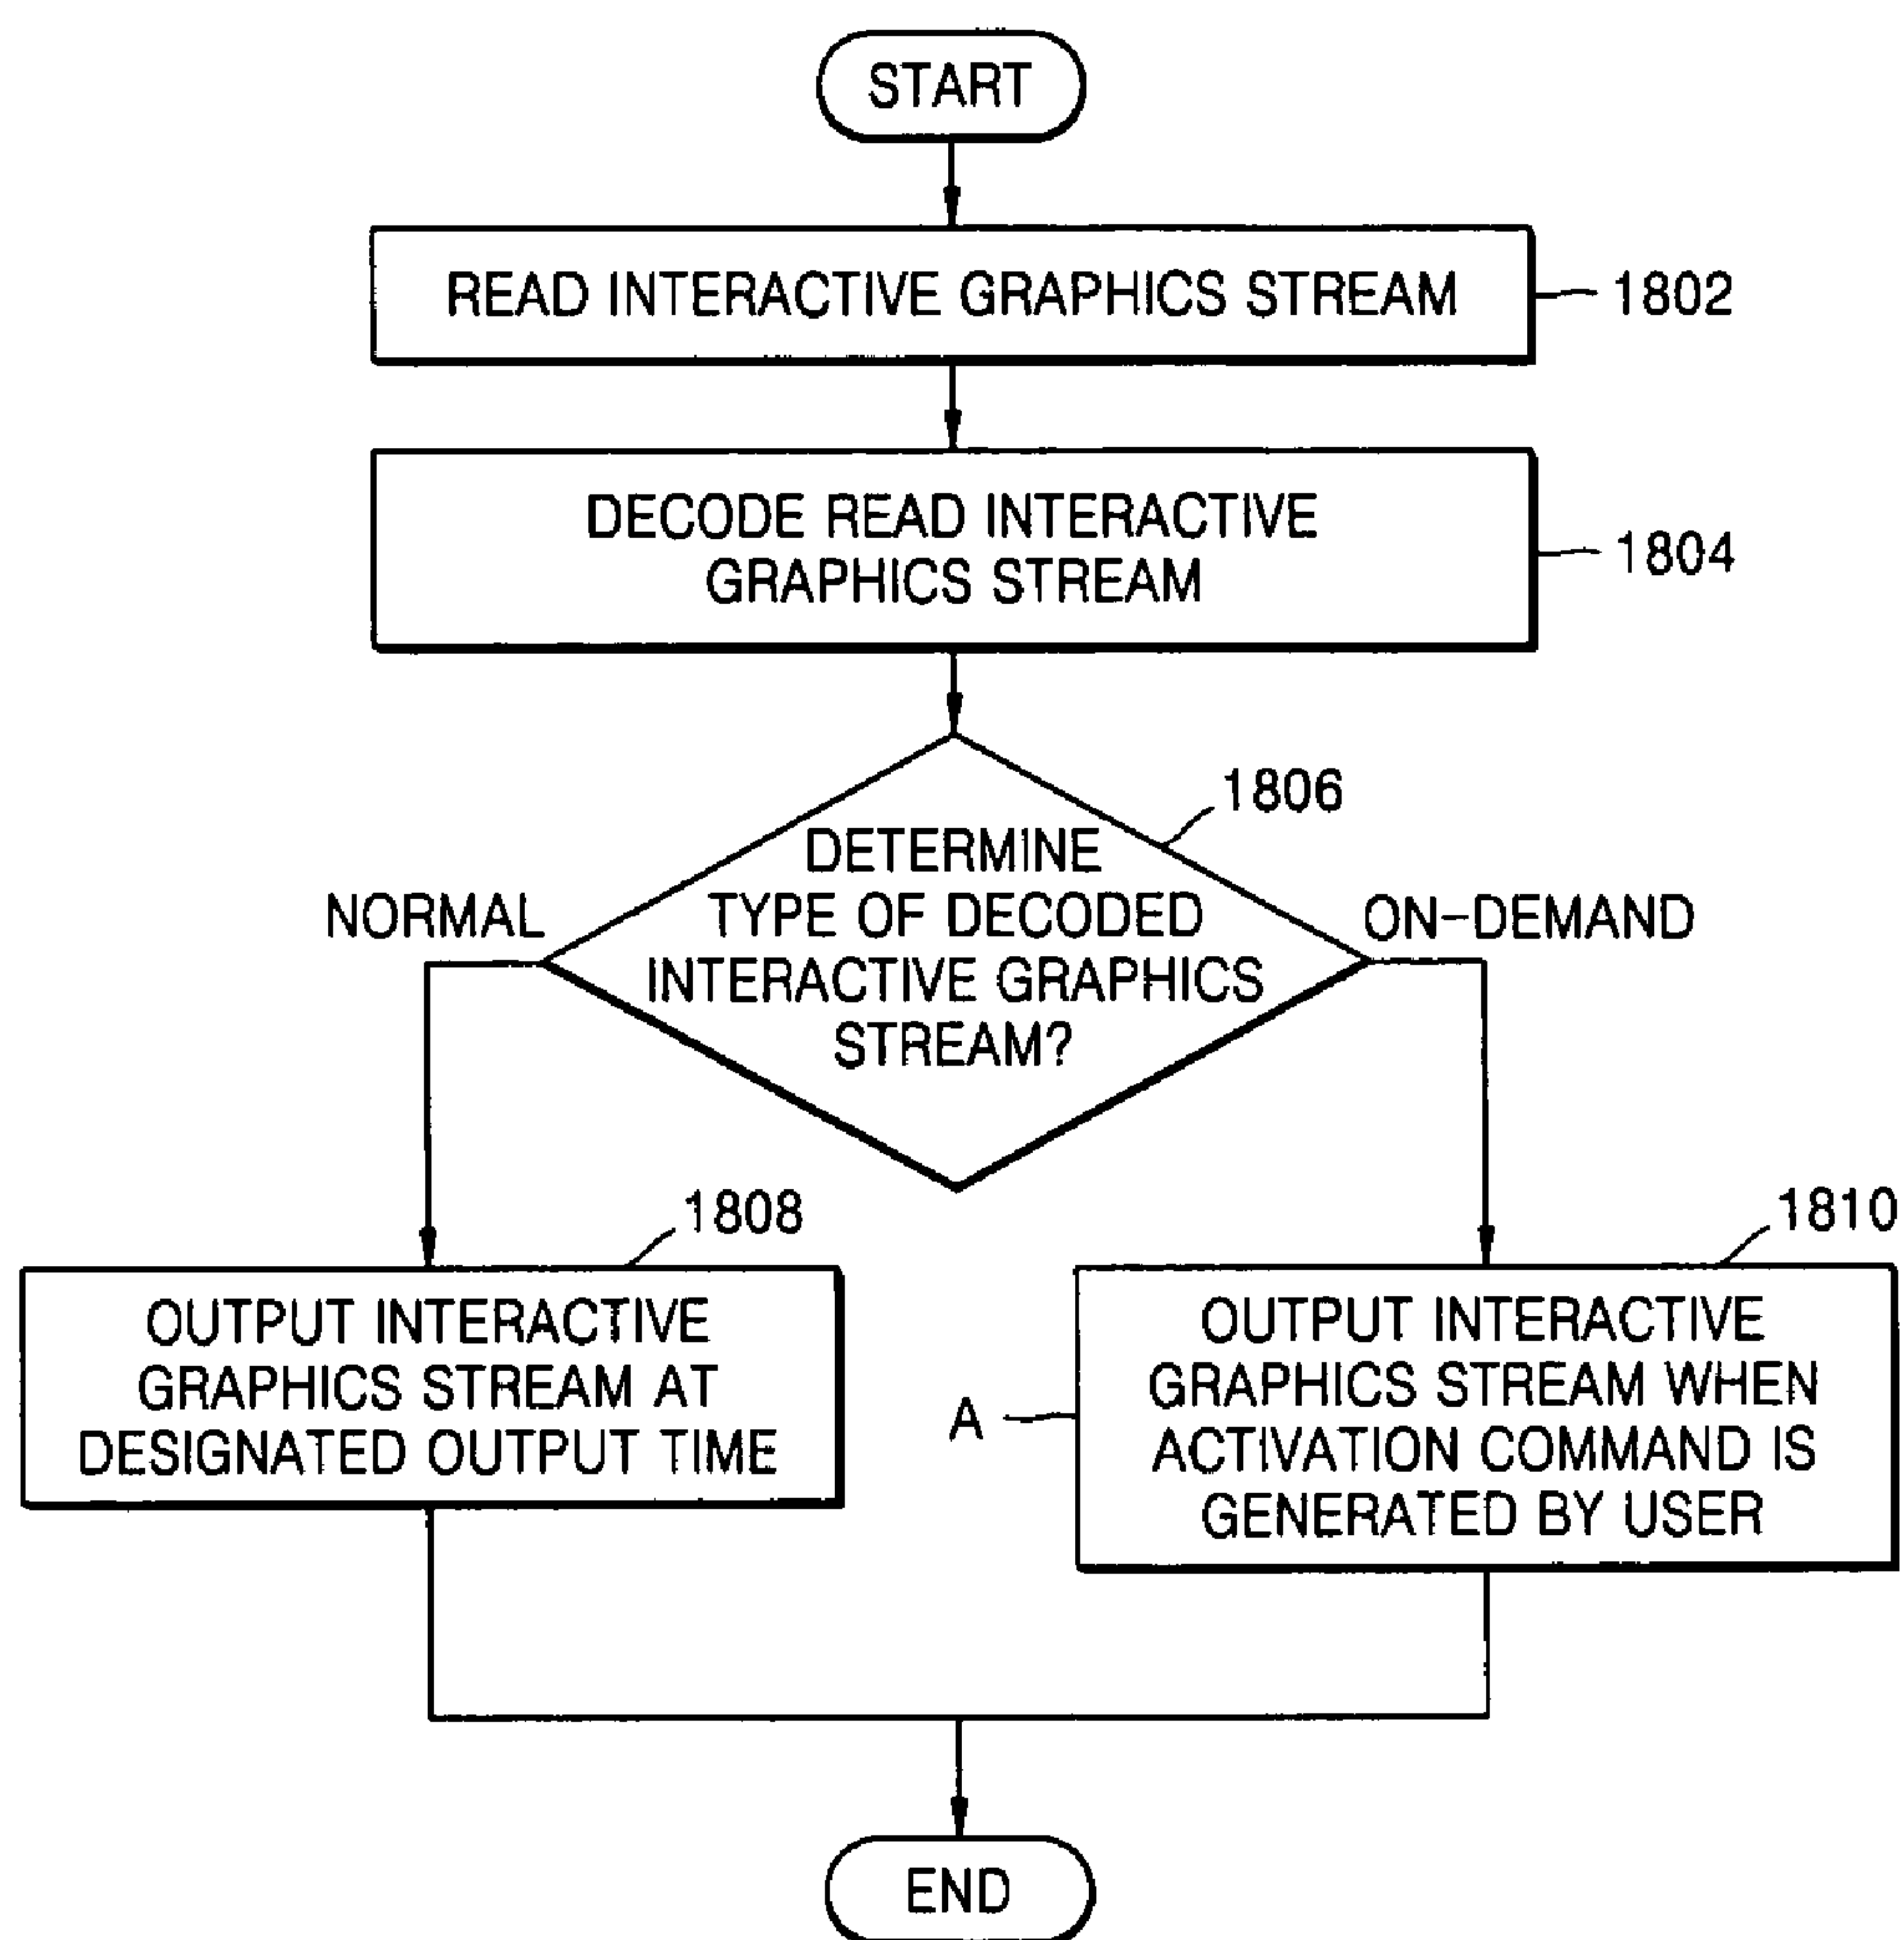 START
READ INTERACTIVE GRAPHICS STREAM
1802
DECODE READ INTERACTIVE
GRAPHICS STREAM
1804
1806
DETERMINE
TYPE OF DECODED
INTERACTIVE GRAPHICS
STREAM?
NORMAL
ON-DEMAND
1808
OUTPUT INTERACTIVE
GRAPHICS STREAM AT
DESIGNATED OUTPUT TIME
1810
A
OUTPUT INTERACTIVE
GRAPHICS STREAM WHEN
ACTIVATION COMMAND IS
GENERATED BY USER
END